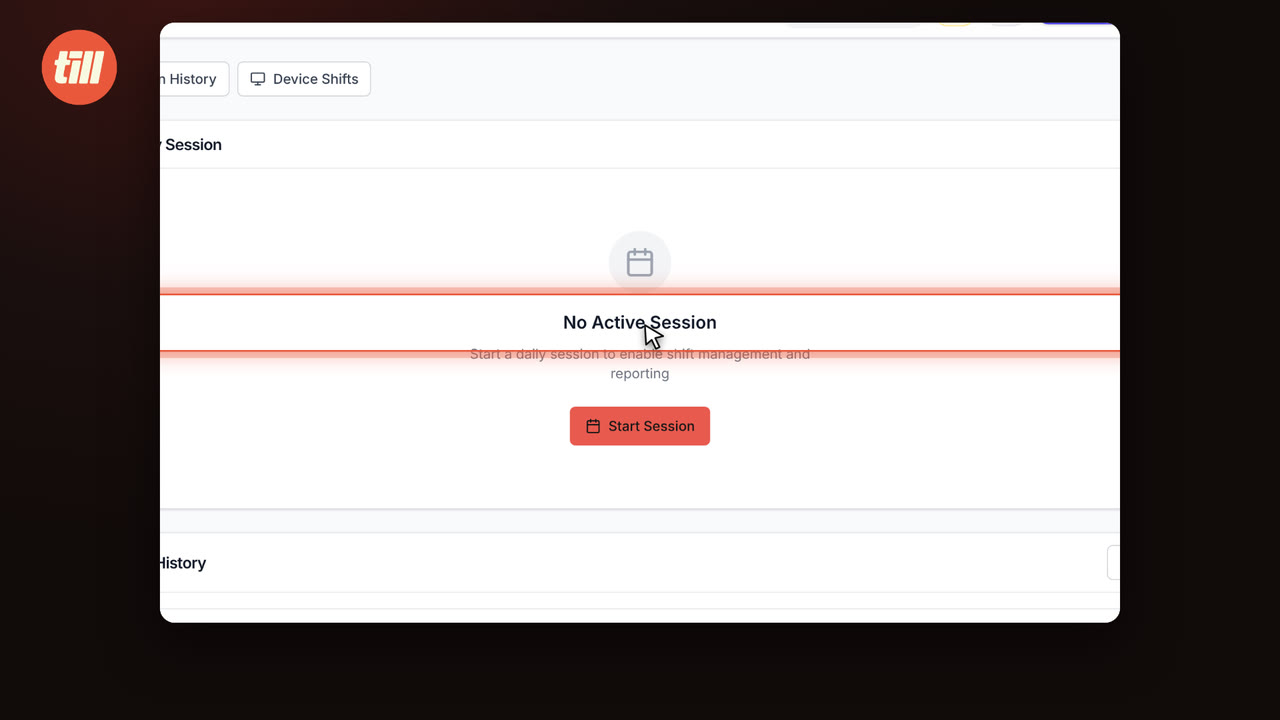 till
n History
Device Shifts
Session
No Active Session
Start a daily session to enable shift management and
reporting
Start Session
History